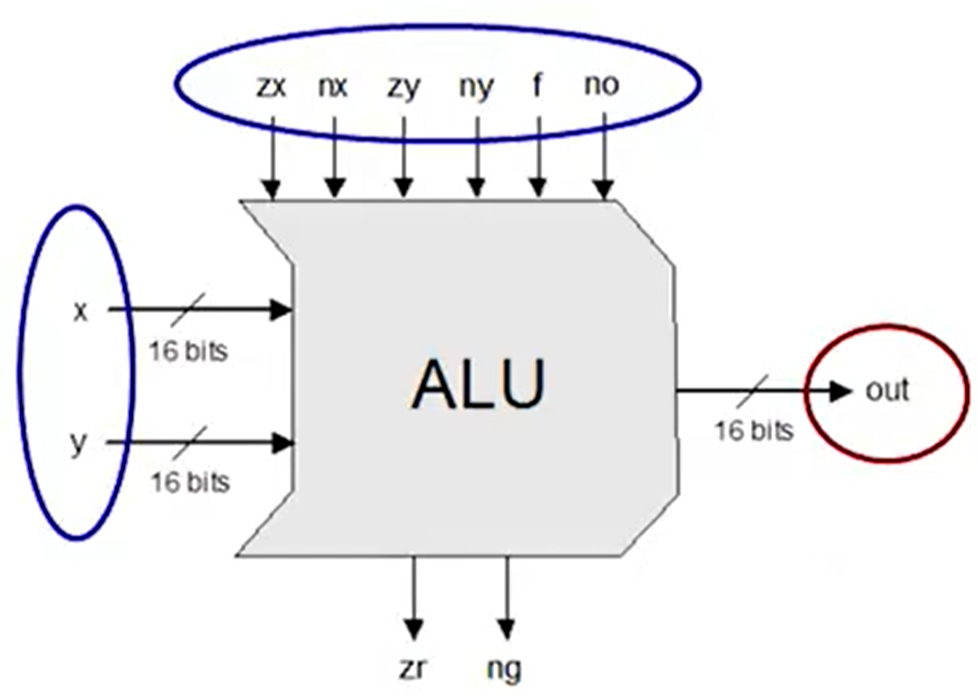 zx nx zy ny f no
x
16 bits
ALU
out
16 bits
y
16 bits
zr ng